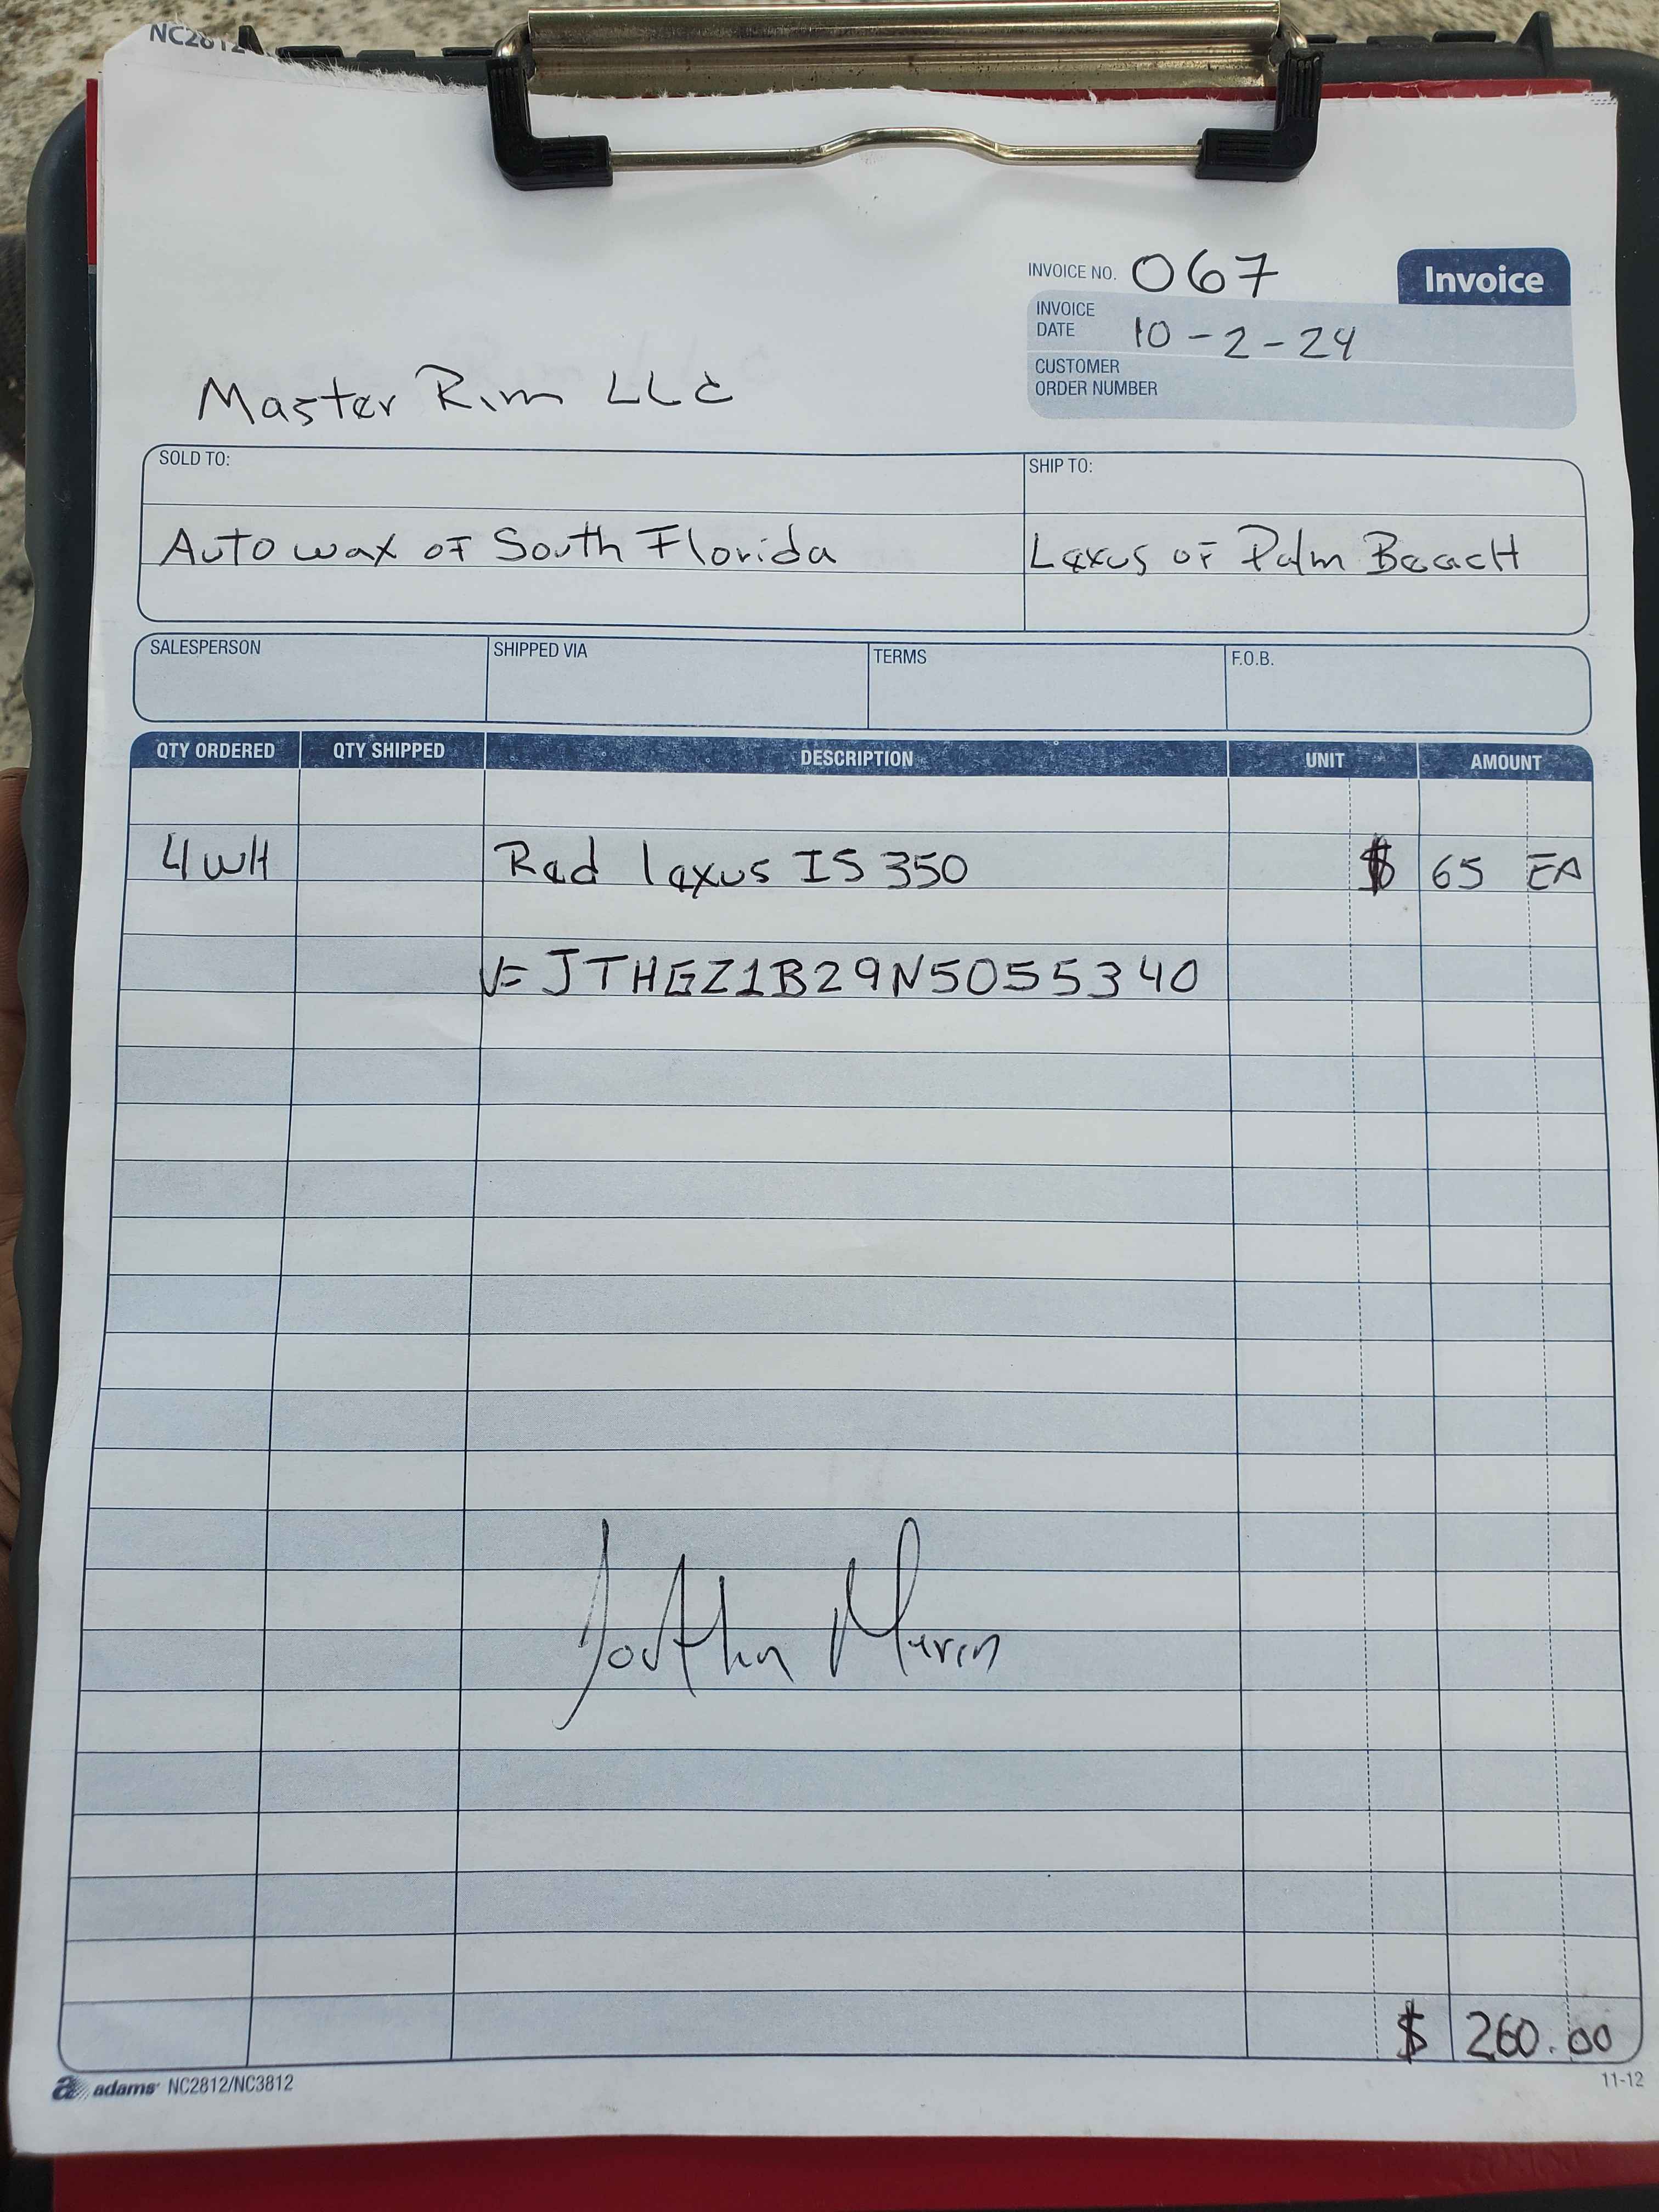 NC2812
INVOICE NO. 067
Invoice
INVOICE DATE 10-2-24
CUSTOMER ORDER NUMBER
Master Rim LLC
SOLD TO:
SHIP TO:
Auto wax of South Florida
Lexus of Palm Beach
SALESPERSON SHIPPED VIA TERMS F.O.B.
QTY ORDERED QTY SHIPPED DESCRIPTION UNIT AMOUNT
4 WH Red lexus IS 350 $ 65 EA
V= JTHGZ1B29N5055340
$ 260.00
adams NC2812/NC3812
11-12